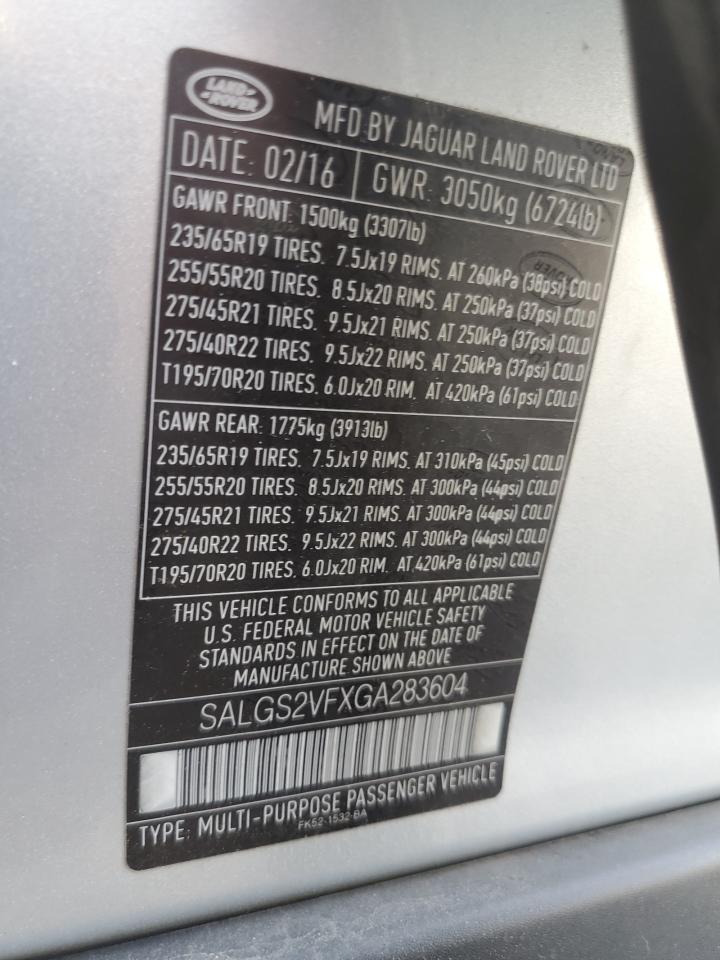 LAND ROVER
MFD BY JAGUAR LAND ROVER LTD
DATE: 02/16 GWR: 3050kg (6724lb)
GAWR FRONT: 1500kg (3307lb)
235/65R19 TIRES. 7.5Jx19 RIMS. AT 260kPa (38psi) COLD
255/55R20 TIRES. 8.5Jx20 RIMS. AT 250kPa (37psi) COLD
275/45R21 TIRES. 9.5Jx21 RIMS. AT 250kPa (37psi) COLD
275/40R22 TIRES. 9.5Jx22 RIMS. AT 250kPa (37psi) COLD
T195/70R20 TIRES. 6.0Jx20 RIM. AT 420kPa (61psi) COLD
GAWR REAR: 1775kg (3913lb)
235/65R19 TIRES. 7.5Jx19 RIMS. AT 310kPa (45psi) COLD
255/55R20 TIRES. 8.5Jx20 RIMS. AT 300kPa (44psi) COLD
275/45R21 TIRES. 9.5Jx21 RIMS. AT 300kPa (44psi) COLD
275/40R22 TIRES. 9.5Jx22 RIMS. AT 300kPa (44psi) COLD
T195/70R20 TIRES. 6.0Jx20 RIM. AT 420kPa (61psi) COLD
THIS VEHICLE CONFORMS TO ALL APPLICABLE
U.S. FEDERAL MOTOR VEHICLE SAFETY
STANDARDS IN EFFECT ON THE DATE OF
MANUFACTURE SHOWN ABOVE
SALGS2VFXGA283604
TYPE: MULTI-PURPOSE PASSENGER VEHICLE
FK52-1532-BA